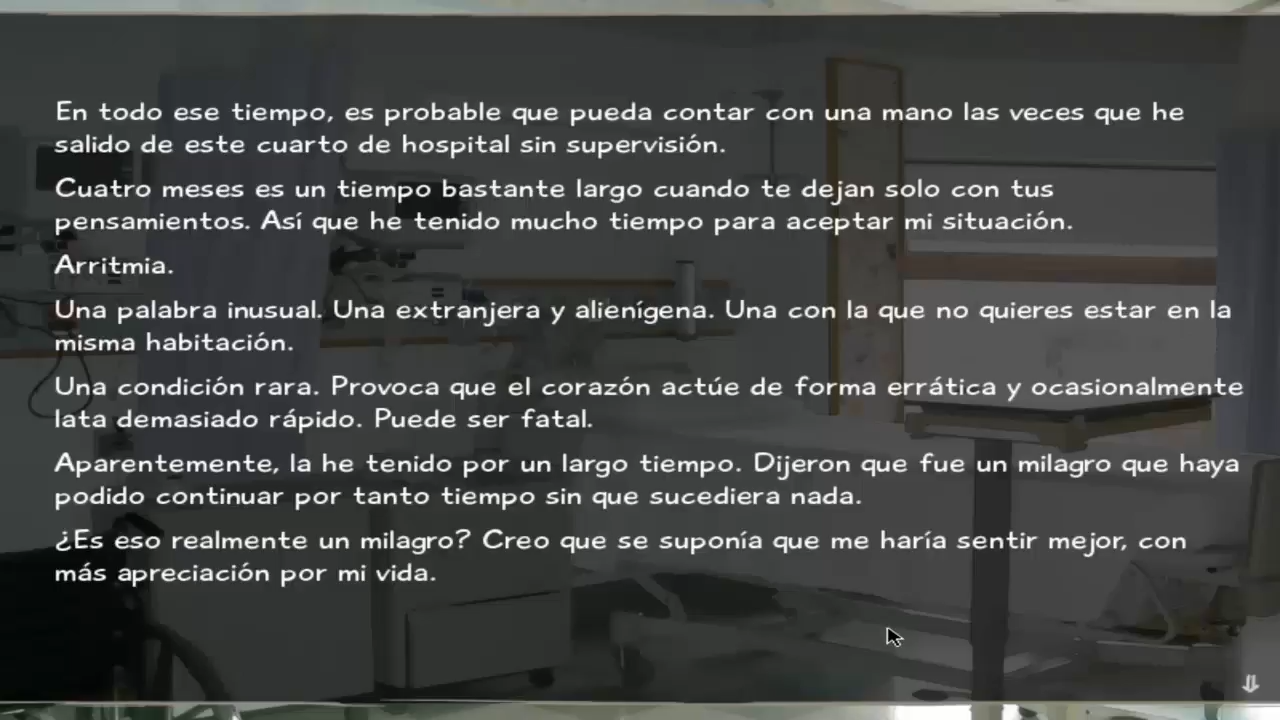 En todo ese tiempo, es probable que pueda contar con una mano las veces que he
salido de este cuarto de hospital sin supervisión.
Cuatro meses es un tiempo bastante largo cuando te dejan solo con tus
pensamientos. Así que he tenido mucho tiempo para aceptar mi situación.
Arritmia.
Una palabra inusual. Una extranjera y alienígena. Una con la que no quieres estar en la
misma habitación.
Una condición rara. Provoca que el corazón actúe de forma errática y ocasionalmente
lata demasiado rápido. Puede ser fatal.
Aparentemente, la he tenido por un largo tiempo. Dijeron que fue un milagro que haya
podido continuar por tanto tiempo sin que sucediera nada.
¿Es eso realmente un milagro? Creo que se suponía que me haría sentir mejor, con
más apreciación por mi vida.